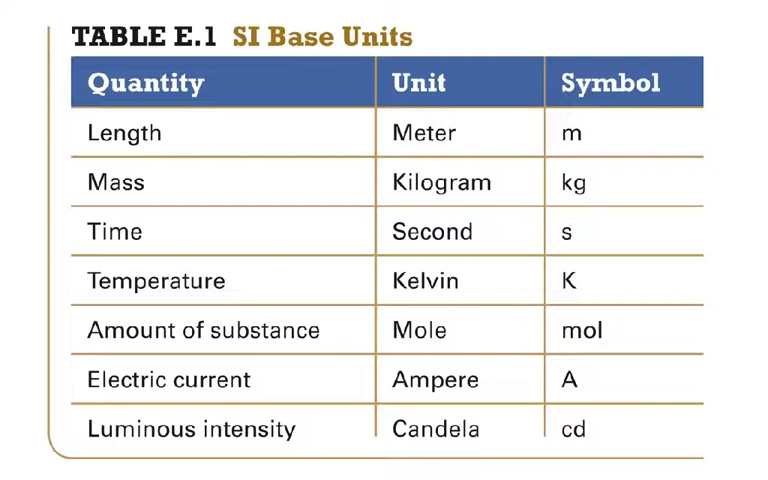 TABLE E.1 SI Base Units
Quantity Unit Symbol
Length Meter m
Mass Kilogram kg
Time Second s
Temperature Kelvin K
Amount of substance Mole mol
Electric current Ampere A
Luminous intensity Candela cd